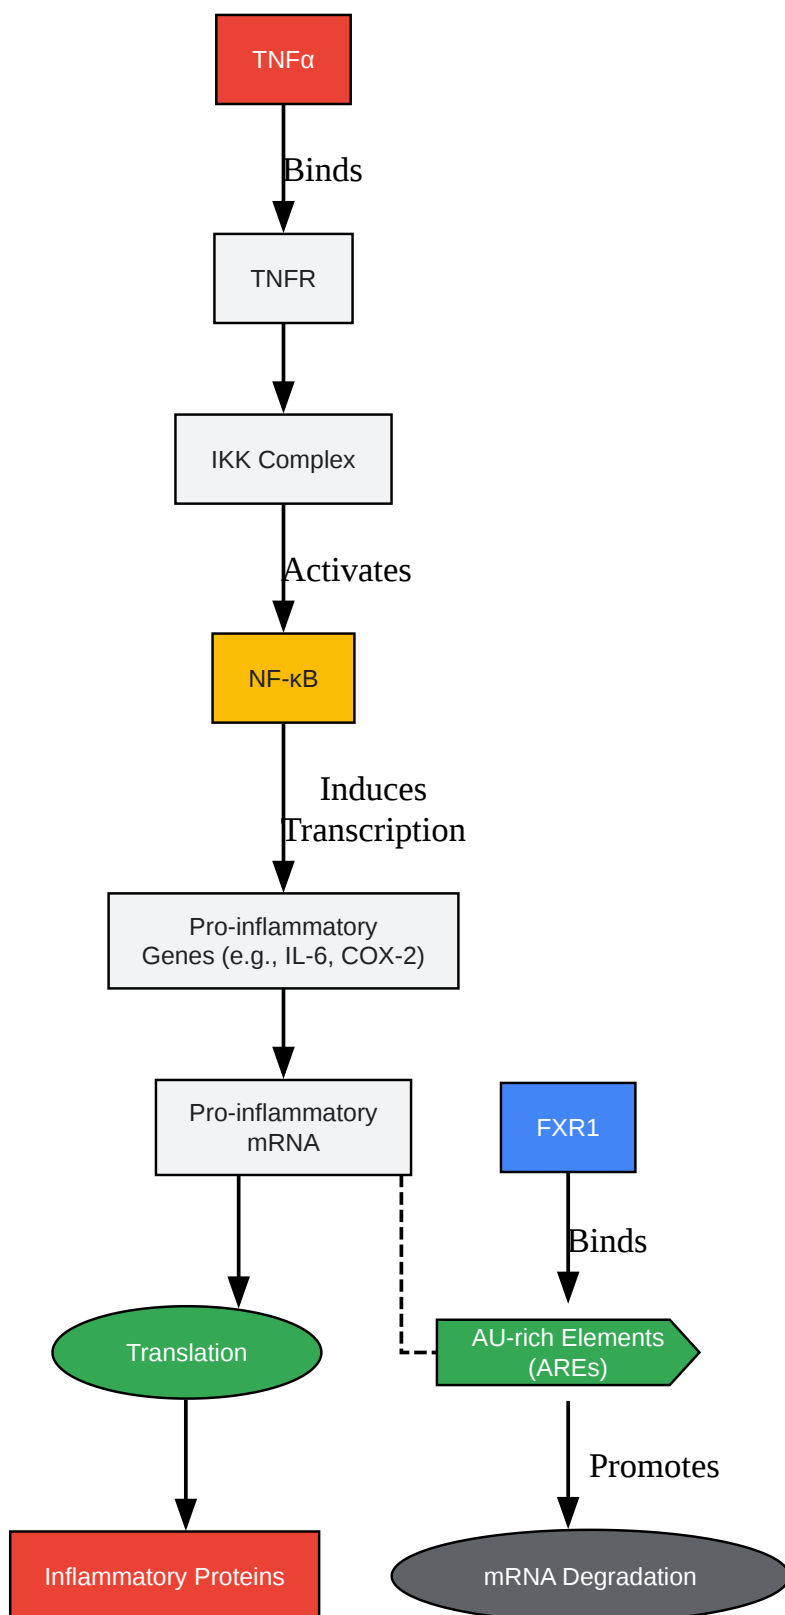 TNFα
Binds
TNFR
IKK Complex
Activates
NF-κB
Induces
Transcription
Pro-inflammatory
Genes (e.g., IL-6, COX-2)
Pro-inflammatory
mRNA
FXR1
Binds
Translation
AU-rich Elements
(AREs)
Promotes
Inflammatory Proteins
mRNA Degradation